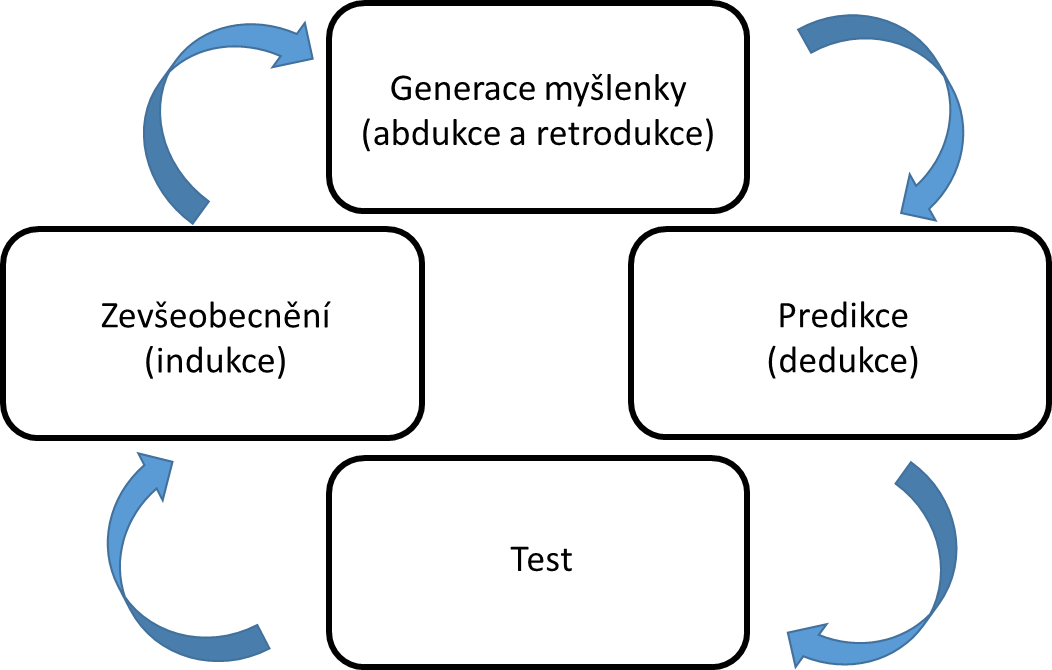 Generace myšlenky
(abdukce a retrodukce)
Zevšeobecnění
(indukce)
Predikce
(dedukce)
Test